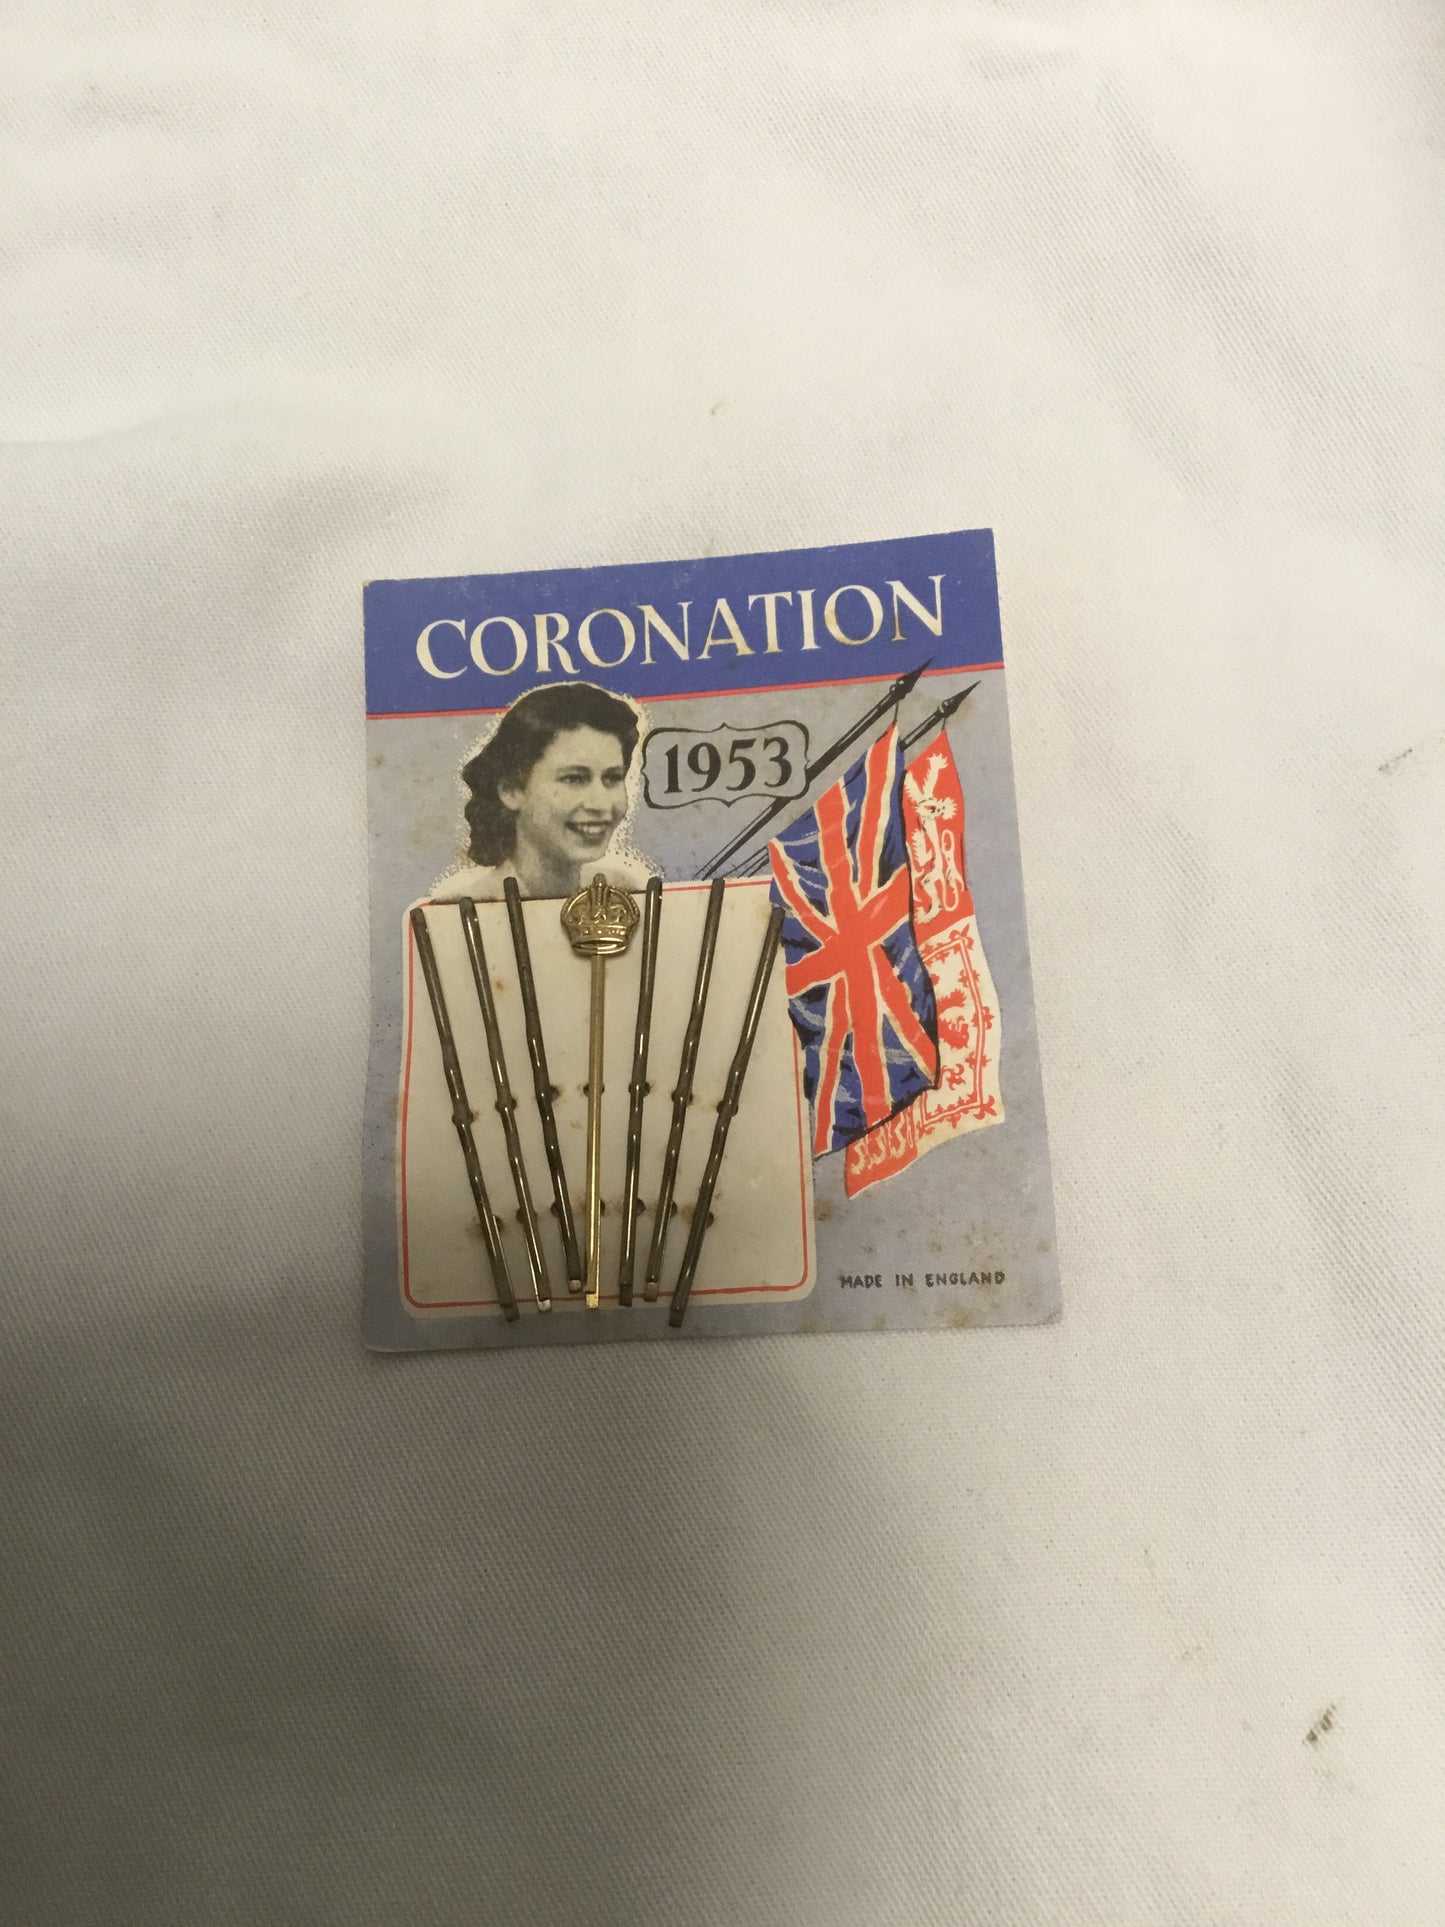 CORONATION
1953
MADE IN ENGLAND